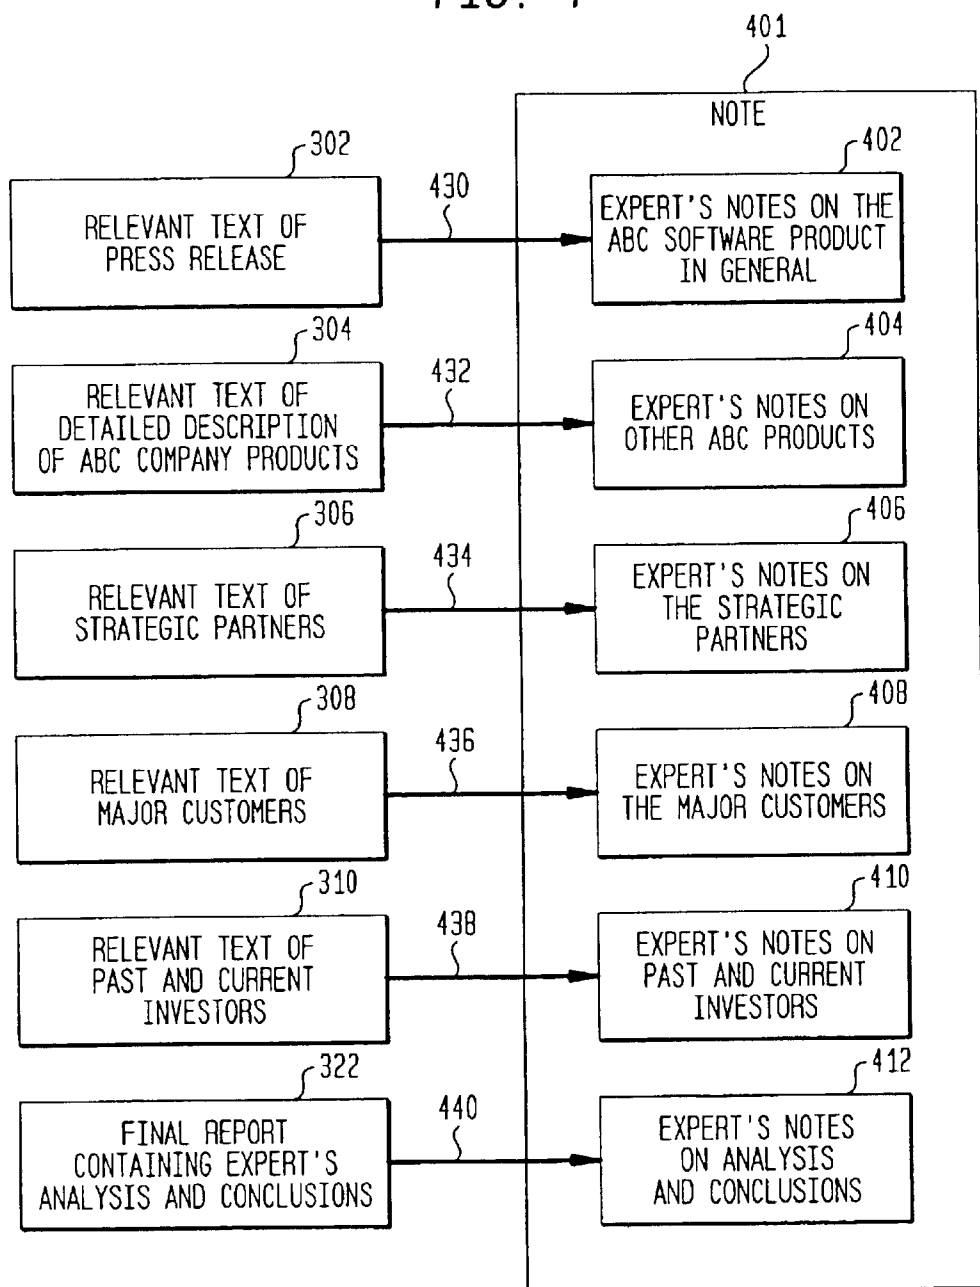 401
NOTE
302
RELEVANT TEXT OF
PRESS RELEASE
430
402
EXPERT'S NOTES ON THE
ABC SOFTWARE PRODUCT
IN GENERAL
304
RELEVANT TEXT OF
DETAILED DESCRIPTION
OF ABC COMPANY PRODUCTS
432
404
EXPERT'S NOTES ON
OTHER ABC PRODUCTS
306
RELEVANT TEXT OF
STRATEGIC PARTNERS
434
406
EXPERT'S NOTES ON
THE STRATEGIC
PARTNERS
308
RELEVANT TEXT OF
MAJOR CUSTOMERS
436
408
EXPERT'S NOTES ON
THE MAJOR CUSTOMERS
310
RELEVANT TEXT OF
PAST AND CURRENT
INVESTORS
438
410
EXPERT'S NOTES ON
PAST AND CURRENT
INVESTORS
322
FINAL REPORT
CONTAINING EXPERT'S
ANALYSIS AND CONCLUSIONS
440
412
EXPERT'S NOTES
ON ANALYSIS
AND CONCLUSIONS